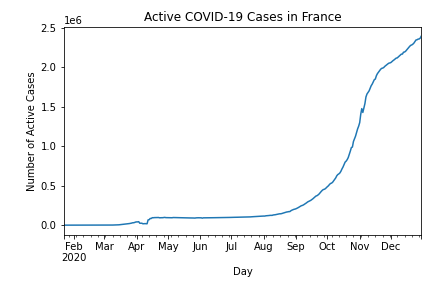 Active COVID-19 Cases in France
1e6
2.5
2.0
1.5
1.0
0.5
0.0
Number of Active Cases
Feb Mar Apr May Jun Jul Aug Sep Oct Nov Dec
2020
Day